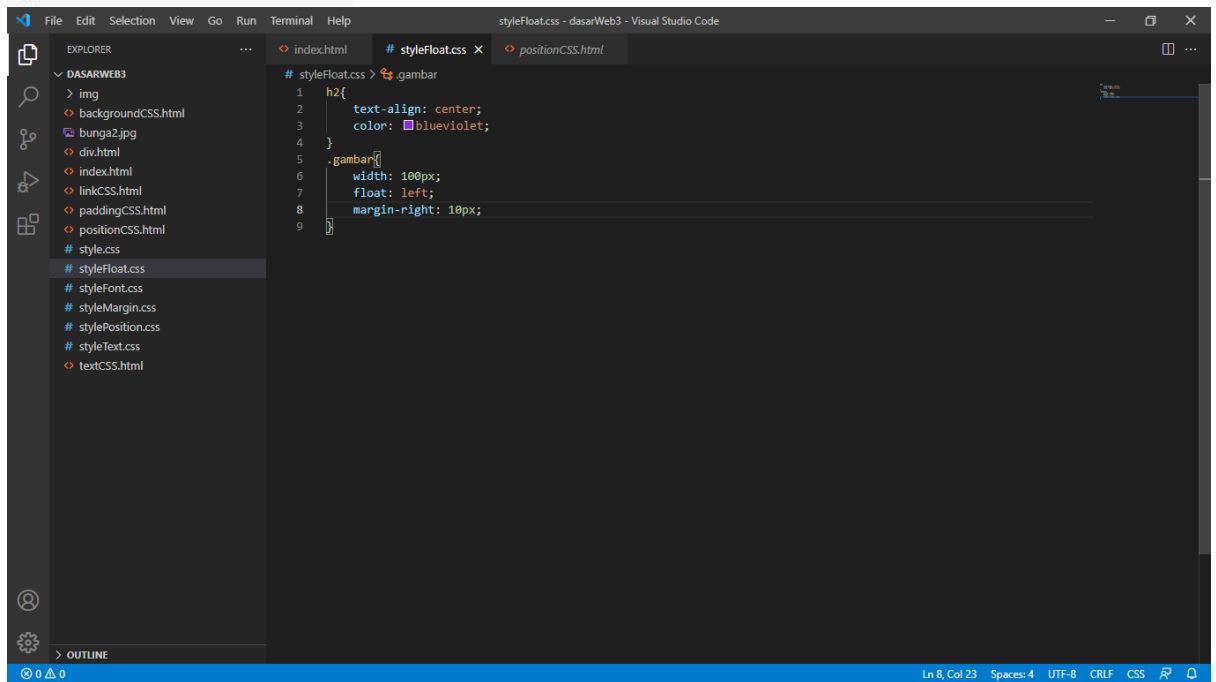 File Edit Selection View Go Run Terminal Help styleFloat.css - dasarWeb3 - Visual Studio Code
EXPLORER
DASARWEB3
img
backgroundCSS.html
bunga2.jpg
div.html
index.html
linkCSS.html
paddingCSS.html
positionCSS.html
style.css
styleFloat.css
styleFont.css
styleMargin.css
stylePosition.css
styleText.css
textCSS.html
OUTLINE
index.html # styleFloat.css positionCSS.html
# styleFloat.css > .gambar
1 h2{
2 text-align: center;
3 color: blueviolet;
4 }
5 .gambar{
6 width: 100px;
7 float: left;
8 margin-right: 10px;
9 }
0 0 Ln 8, Col 23 Spaces: 4 UTF-8 CRLF CSS